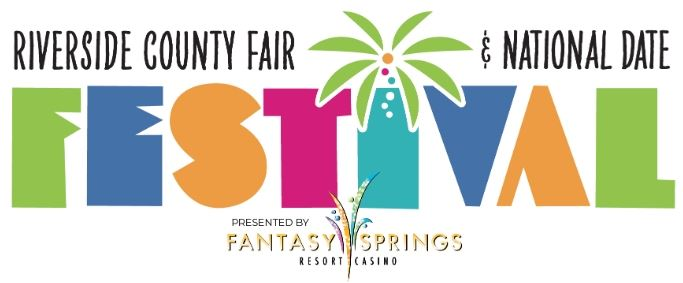 RIVERSIDE COUNTY FAIR & NATIONAL DATE
FESTIVAL
PRESENTED BY
FANTASY SPRINGS
RESORT CASINO